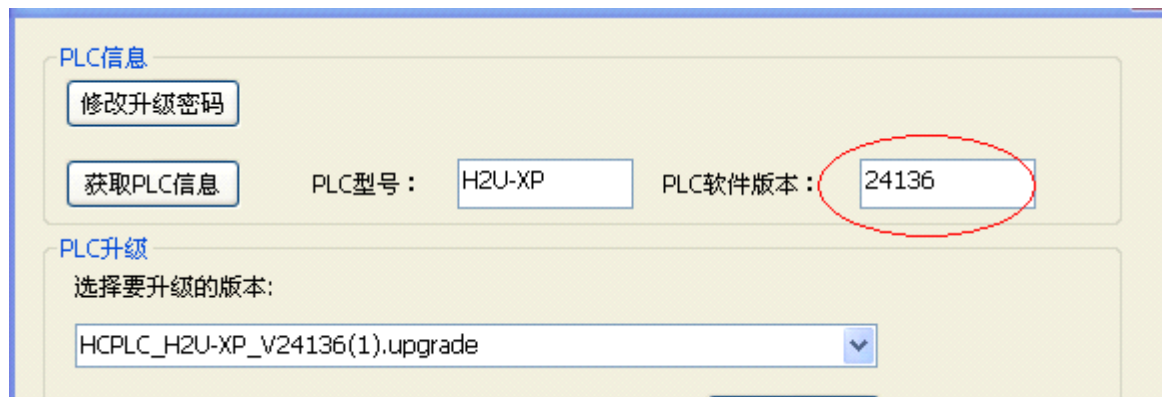 PLC信息
修改升级密码
获取PLC信息 PLC型号： H2U-XP PLC软件版本： 24136
PLC升级
选择要升级的版本:
HCPLC_H2U-XP_V24136(1).upgrade